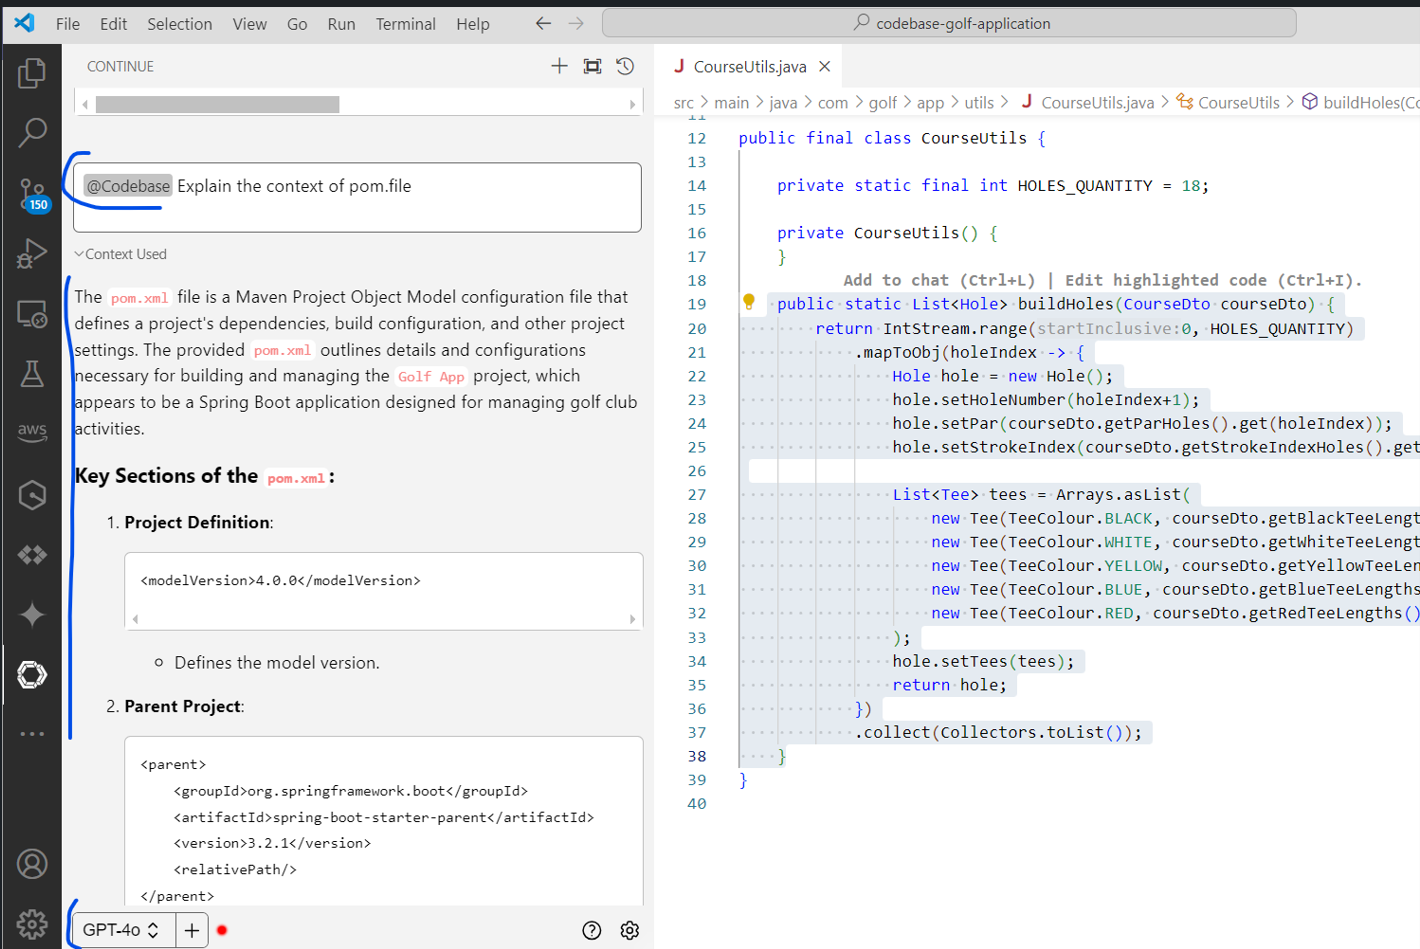 File Edit Selection View Go Run Terminal Help
codebase-golf-application
CONTINUE
@Codebase Explain the context of pom.file
Context Used
The pom.xml file is a Maven Project Object Model configuration file that
defines a project's dependencies, build configuration, and other project
settings. The provided pom.xml outlines details and configurations
necessary for building and managing the Golf App project, which
appears to be a Spring Boot application designed for managing golf club
activities.
Key Sections of the pom.xml:
1. Project Definition:
<modelVersion>4.0.0</modelVersion>
Defines the model version.
2. Parent Project:
<parent>
<groupId>org.springframework.boot</groupId>
<artifactId>spring-boot-starter-parent</artifactId>
<version>3.2.1</version>
<relativePath/>
</parent>
GPT-4o
150
aws
CourseUtils.java
src > main > java > com > golf > app > utils > CourseUtils.java > CourseUtils > buildHoles(Co
11
12 public final class CourseUtils {
13
14 private static final int HOLES_QUANTITY = 18;
15
16 private CourseUtils() {
17 }
18
Add to chat (Ctrl+L) | Edit highlighted code (Ctrl+I).
19 public static List<Hole> buildHoles(CourseDto courseDto) {
20 return IntStream.range(startInclusive:0, HOLES_QUANTITY)
21 .mapToObj(holeIndex -> {
22 Hole hole = new Hole();
23 hole.setHoleNumber(holeIndex+1);
24 hole.setPar(courseDto.getParHoles().get(holeIndex));
25 hole.setStrokeIndex(courseDto.getStrokeIndexHoles().get
26
27 List<Tee> tees = Arrays.asList(
28 new Tee(TeeColour.BLACK, courseDto.getBlackTeeLengt
29 new Tee(TeeColour.WHITE, courseDto.getWhiteTeeLengt
30 new Tee(TeeColour.YELLOW, courseDto.getYellowTeeLen
31 new Tee(TeeColour.BLUE, courseDto.getBlueTeeLengths
32 new Tee(TeeColour.RED, courseDto.getRedTeeLengths()
33 );
34 hole.setTees(tees);
35 return hole;
36 })
37 .collect(Collectors.toList());
38 }
39 }
40